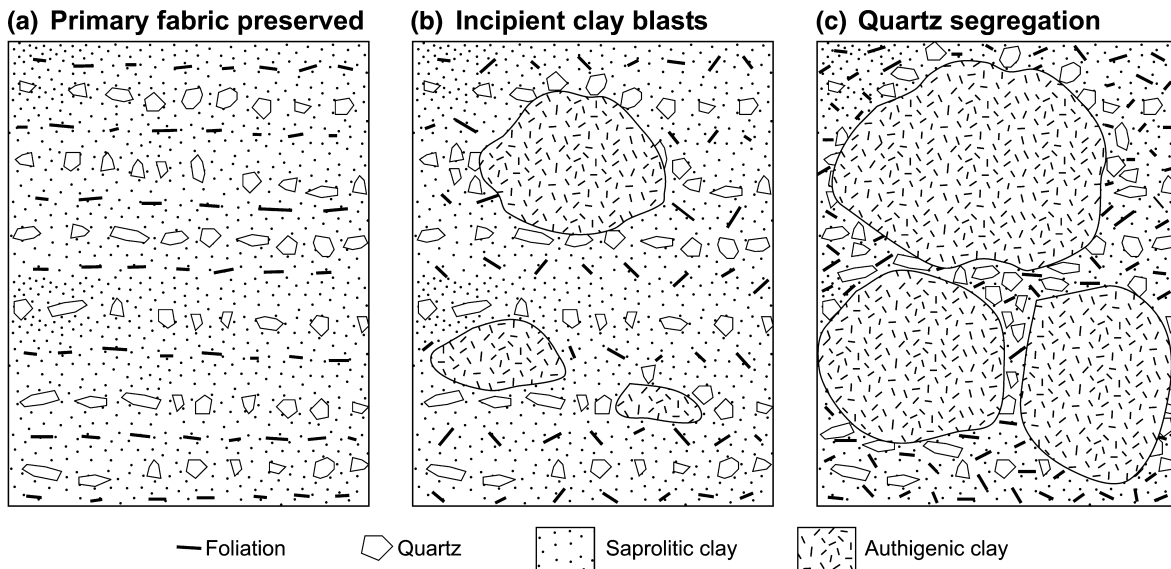 (a) Primary fabric preserved
(b) Incipient clay blasts
(c) Quartz segregation
Foliation
Quartz
Saprolitic clay
Authigenic clay